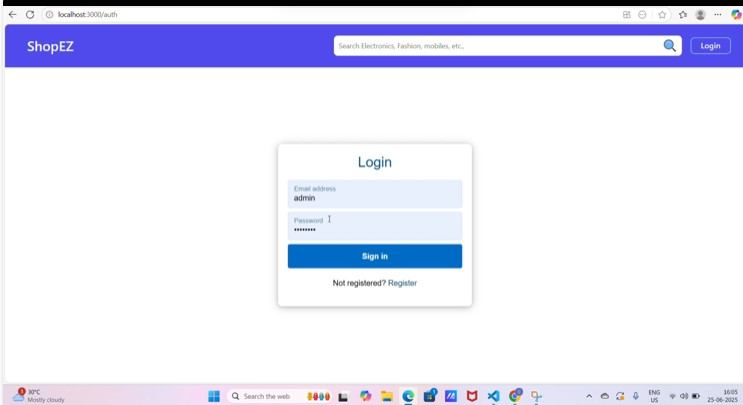 localhost:3000/auth
ShopEZ
Search Electronics, Fashion, mobiles, etc.,
Login
Login
Email address
admin
Password
••••••••
Sign in
Not registered? Register
30°C
Mostly cloudy
Search the web
ENG
US
16:05
25-06-2025